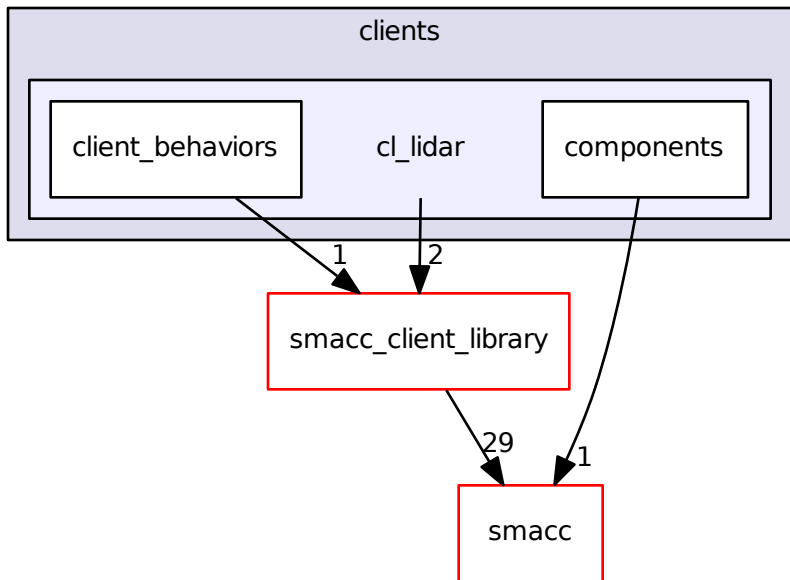 clients
client_behaviors
cl_lidar
components
1
2
smacc_client_library
29
1
smacc